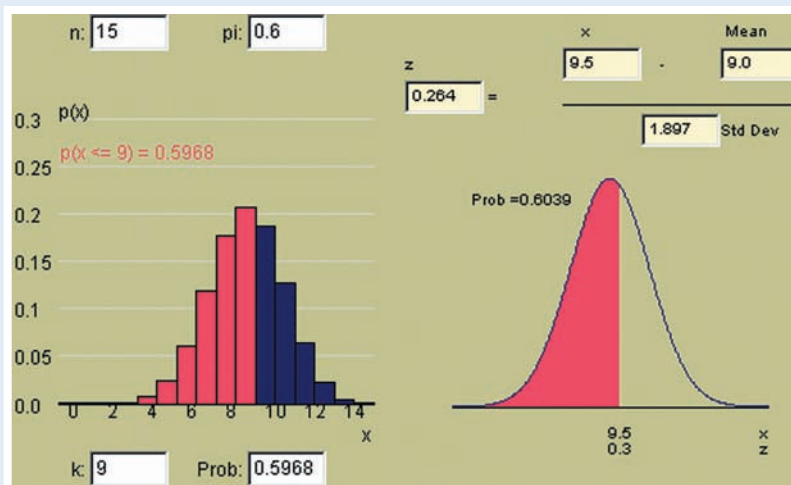 n: 15 pi: 0.6
p(x)
p(x <= 9) = 0.5968
0.3
0.25
0.2
0.15
0.1
0.05
0.0
0 2 4 6 8 10 12 14
x
k: 9 Prob: 0.5968
x Mean
z 9.5 - 9.0
0.264 =
1.897 Std Dev
Prob =0.6039
9.5 x
0.3 z